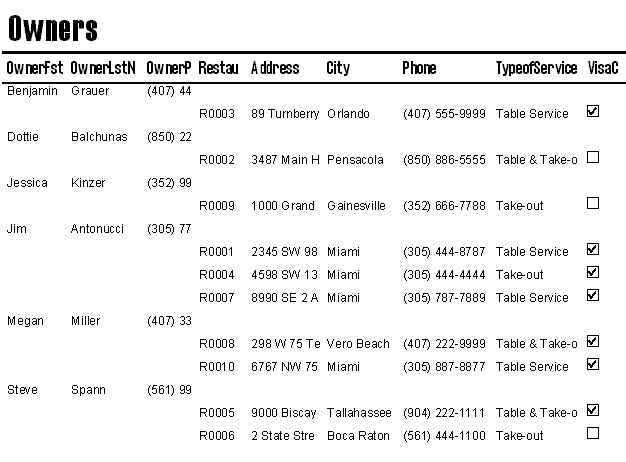 Owners
OwnerFst OwnerLstN OwnerP Restau Address City Phone TypeofService VisaC
Benjamin Grauer (407) 44
R0003 89 Turnberry Orlando (407) 555-9999 Table Service
Dottie Balchunas (850) 22
R0002 3487 Main H Pensacola (850) 886-5555 Table & Take-o
Jessica Kinzer (352) 99
R0009 1000 Grand Gainesville (352) 666-7788 Take-out
Jim Antonucci (305) 77
R0001 2345 SW 98 Miami (305) 444-8787 Table Service
R0004 4598 SW 13 Miami (305) 444-4444 Take-out
R0007 8990 SE 2 A Miami (305) 787-7889 Table Service
Megan Miller (407) 33
R0008 298 W 75 Te Vero Beach (407) 222-9999 Table & Take-o
R0010 6767 NW 75 Miami (305) 887-8877 Table Service
Steve Spann (561) 99
R0005 9000 Biscay Tallahassee (904) 222-1111 Table & Take-o
R0006 2 State Stre Boca Raton (561) 444-1100 Take-out